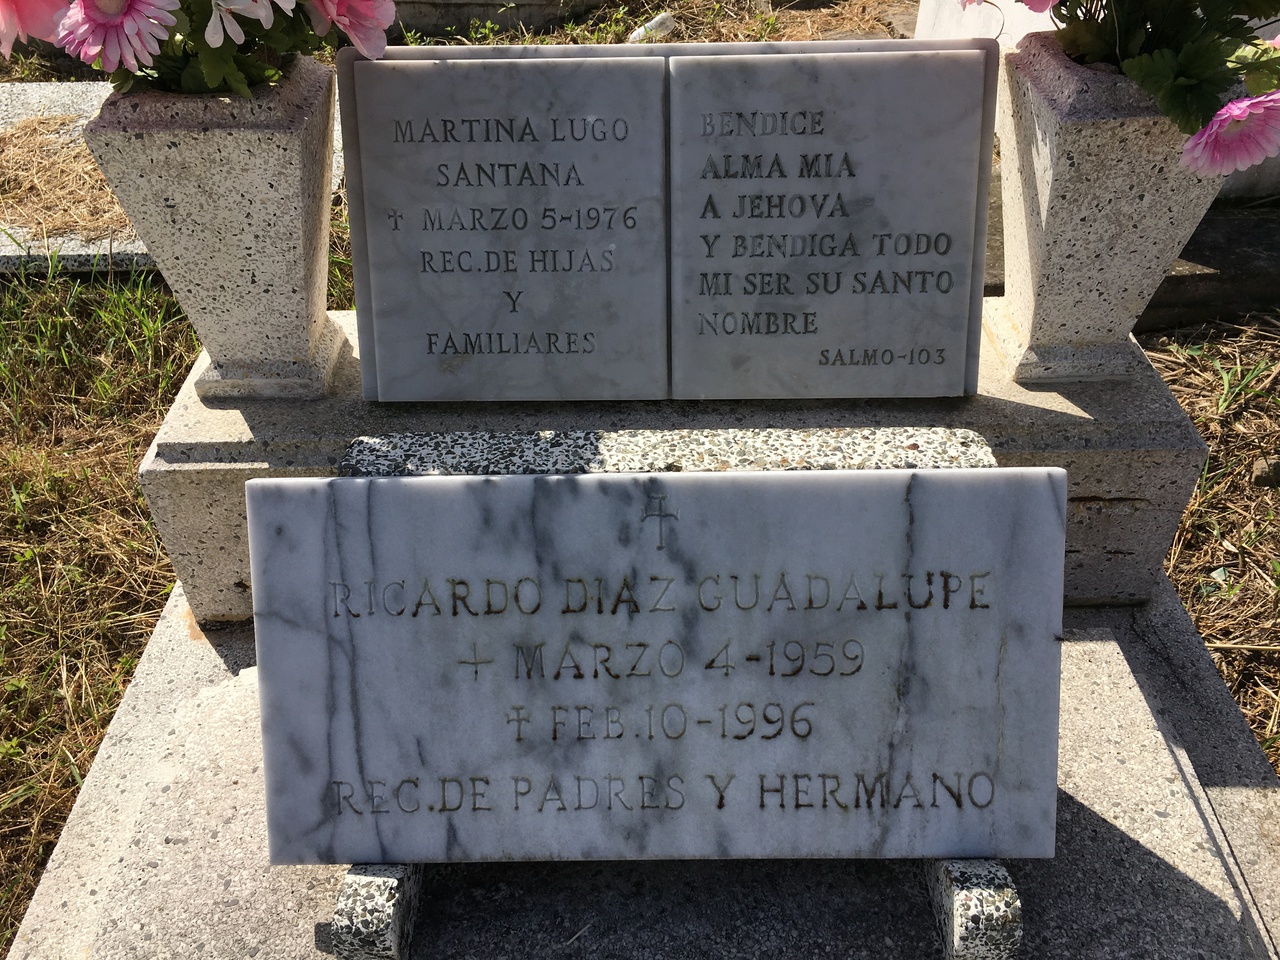 MARTINA LUGO
SANTANA
✝ MARZO 5-1976
REC. DE HIJAS
Y
FAMILIARES
BENDICE
ALMA MIA
A JEHOVA
Y BENDIGA TODO
MI SER SU SANTO
NOMBRE
SALMO-103
RICARDO DIAZ GUADALUPE
+ MARZO 4-1959
✝ FEB. 10-1996
REC. DE PADRES Y HERMANO